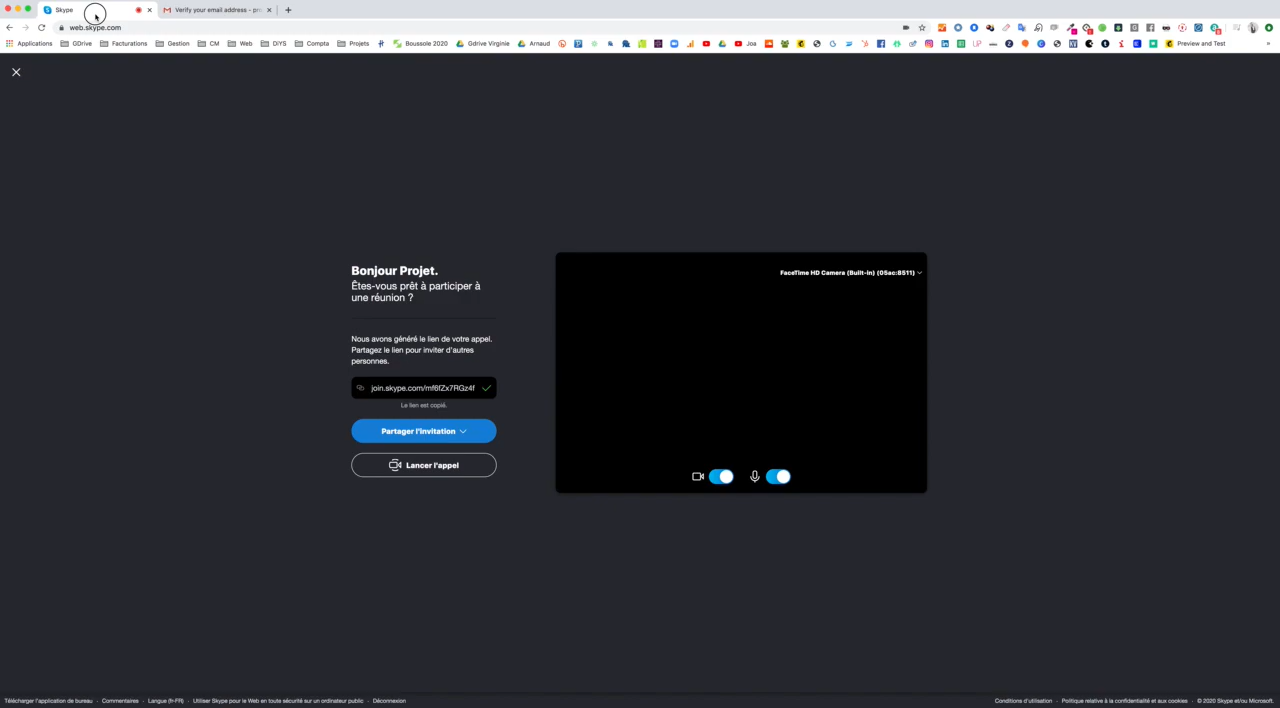 Skype
Verify your email address - pro
web.skype.com
Applications
GDrive
Facturations
Gestion
CM
Web
DIYS
Compta
Projets
Boussole 2020
Gdrive Virginie
Arnaud
Joa
Preview and Test
»
Bonjour Projet.
Êtes-vous prêt à participer à
une réunion ?
Nous avons généré le lien de votre appel.
Partagez le lien pour inviter d'autres
personnes.
join.skype.com/mf6fZx7RGz4f
Le lien est copié.
Partager l'invitation
Lancer l'appel
FaceTime HD Camera (Built-in) (05ac:8511)
Télécharger l'application de bureau - Commentaires - Langue (fr-FR) - Utiliser Skype pour le Web en toute sécurité sur un ordinateur public - Déconnexion
Conditions d'utilisation - Politique relative à la confidentialité et aux cookies - © 2020 Skype et/ou Microsoft.